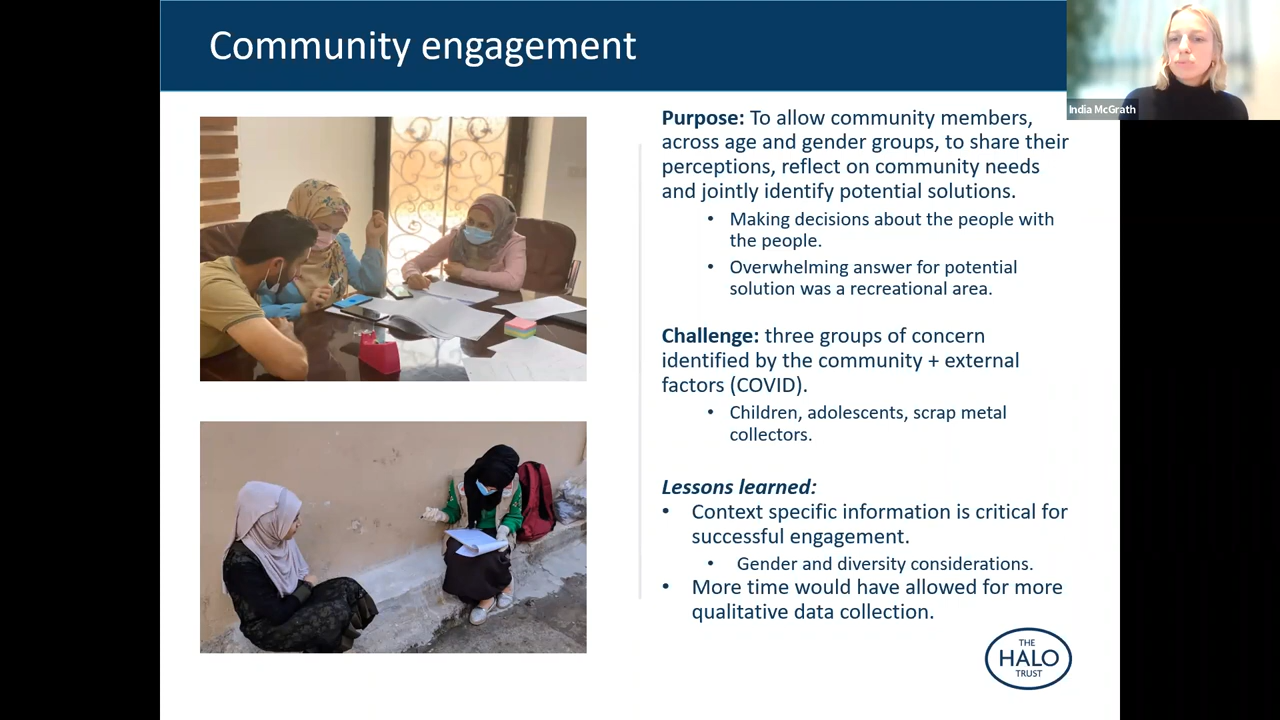 Community engagement
India McGrath
Purpose: To allow community members,
across age and gender groups, to share their
perceptions, reflect on community needs
and jointly identify potential solutions.
• Making decisions about the people with
the people.
• Overwhelming answer for potential
solution was a recreational area.
Challenge: three groups of concern
identified by the community + external
factors (COVID).
• Children, adolescents, scrap metal
collectors.
Lessons learned:
• Context specific information is critical for
successful engagement.
• Gender and diversity considerations.
• More time would have allowed for more
qualitative data collection.
THE
HALO
TRUST